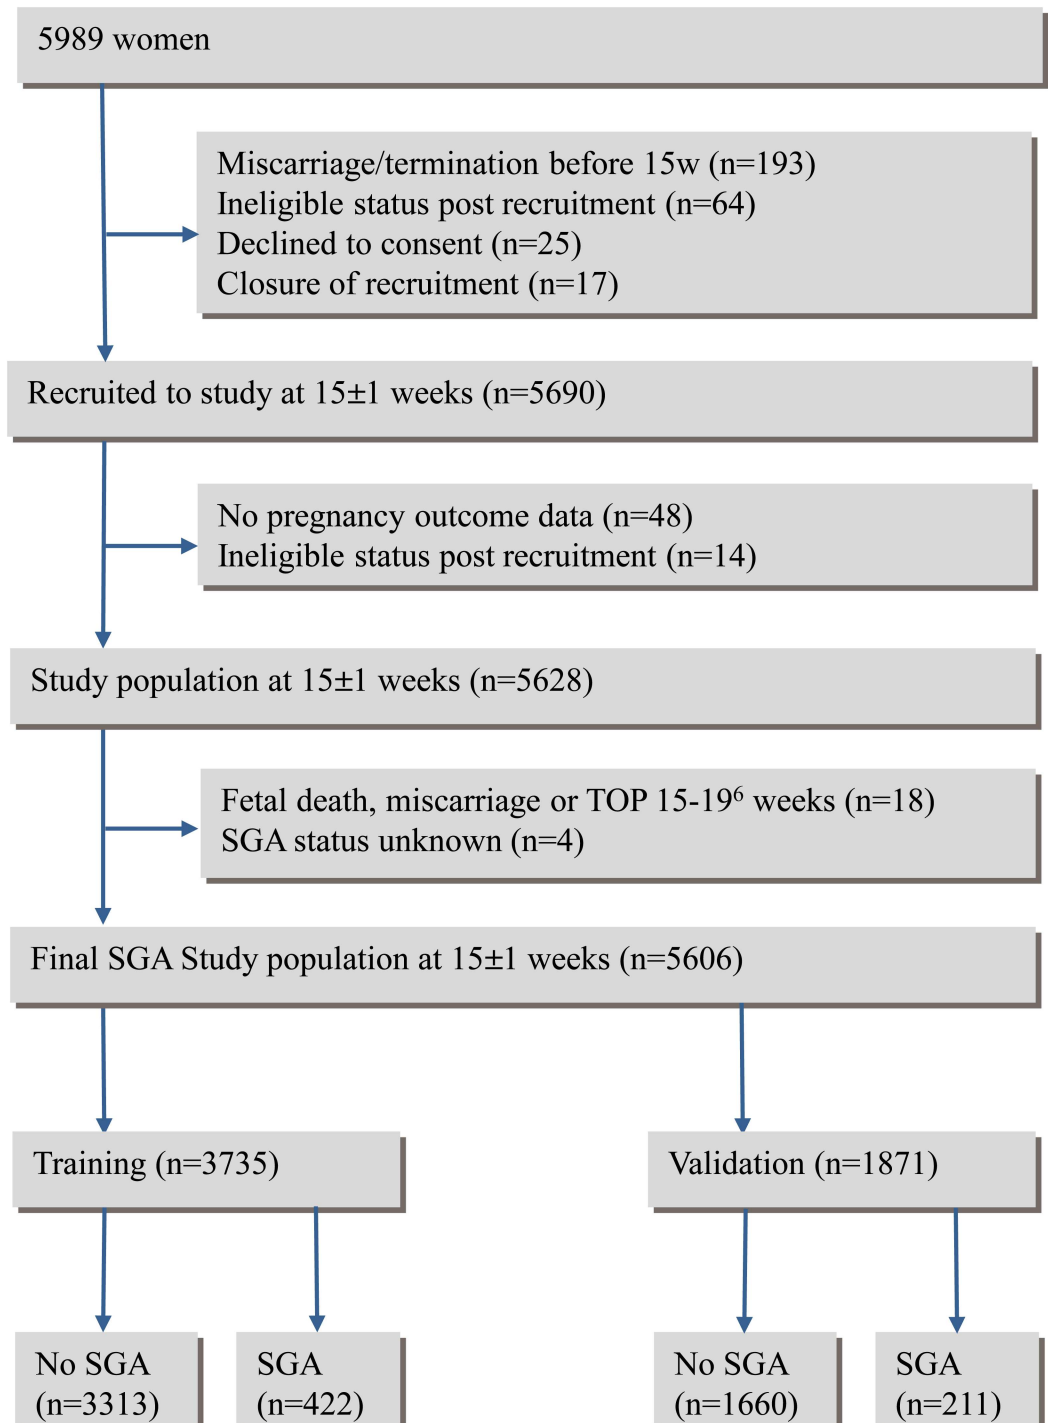 5989 women
Miscarriage/termination before 15w (n=193)
Ineligible status post recruitment (n=64)
Declined to consent (n=25)
Closure of recruitment (n=17)
Recruited to study at 15±1 weeks (n=5690)
No pregnancy outcome data (n=48)
Ineligible status post recruitment (n=14)
Study population at 15±1 weeks (n=5628)
Fetal death, miscarriage or TOP 15-19⁶ weeks (n=18)
SGA status unknown (n=4)
Final SGA Study population at 15±1 weeks (n=5606)
Training (n=3735)
Validation (n=1871)
No SGA
(n=3313)
SGA
(n=422)
No SGA
(n=1660)
SGA
(n=211)